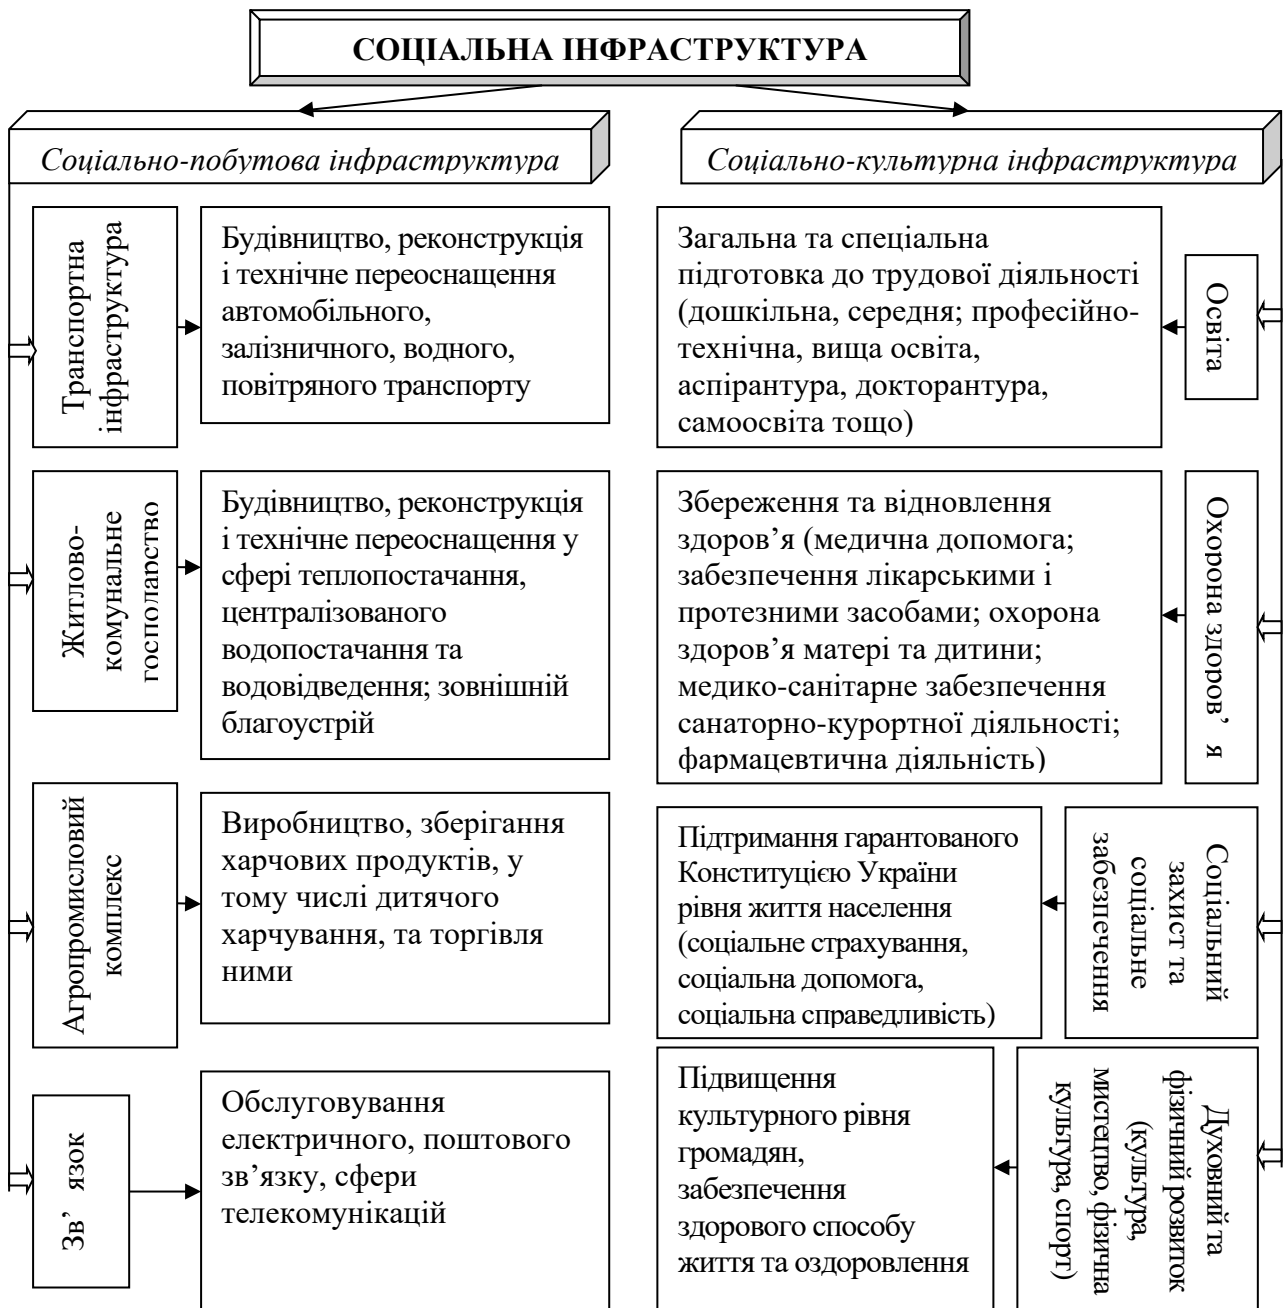 СОЦІАЛЬНА ІНФРАСТРУКТУРА
Соціально-побутова інфраструктура
Соціально-культурна інфраструктура
Транспортна
інфраструктура
Будівництво, реконструкція
і технічне переоснащення
автомобільного,
залізничного, водного,
повітряного транспорту
Житлово-
комунальне
господарство
Будівництво, реконструкція
і технічне переоснащення у
сфері теплопостачання,
централізованого
водопостачання та
водовідведення; зовнішній
благоустрій
Агропромисловий
комплекс
Виробництво, зберігання
харчових продуктів, у
тому числі дитячого
харчування, та торгівля
ними
Зв’ язок
Обслуговування
електричного, поштового
зв’язку, сфери
телекомунікацій
Загальна та спеціальна
підготовка до трудової діяльності
(дошкільна, середня; професійно-
технічна, вища освіта,
аспірантура, докторантура,
самоосвіта тощо)
Освіта
Збереження та відновлення
здоров’я (медична допомога;
забезпечення лікарськими і
протезними засобами; охорона
здоров’я матері та дитини;
медико-санітарне забезпечення
санаторно-курортної діяльності;
фармацевтична діяльність)
Охорона здоров’ я
Підтримання гарантованого
Конституцією України
рівня життя населення
(соціальне страхування,
соціальна допомога,
соціальна справедливість)
Соціальний
захист та
соціальне
забезпечення
Підвищення
культурного рівня
громадян,
забезпечення
здорового способу
життя та оздоровлення
Духовний та
фізичний розвиток
(культура,
мистецтво, фізична
культура, спорт)